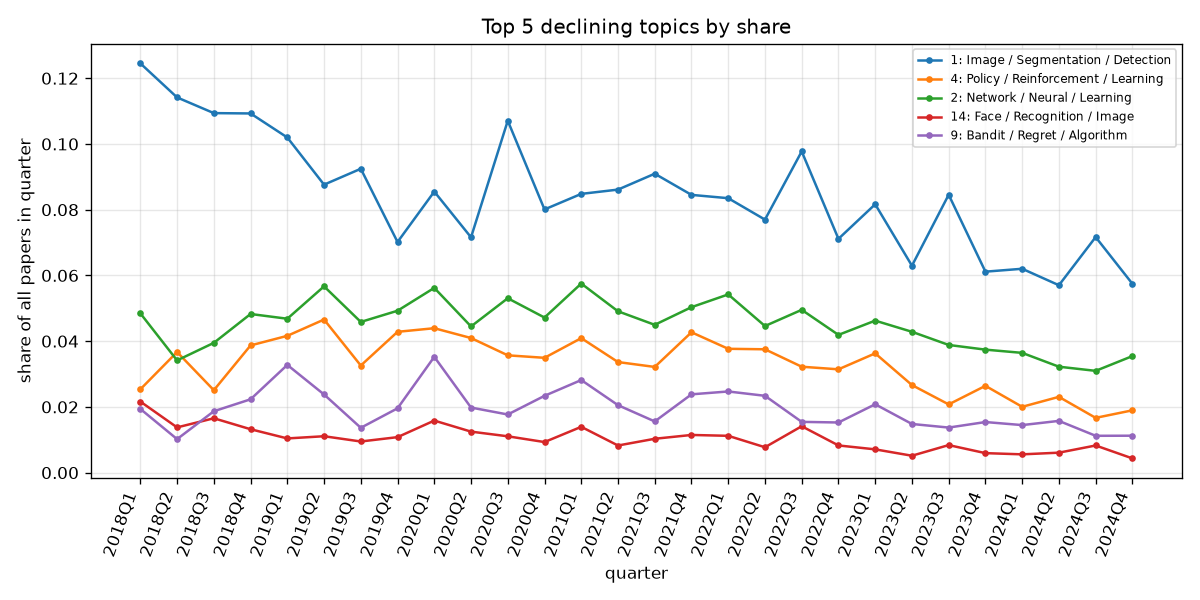 Top 5 declining topics by share
1: Image / Segmentation / Detection
4: Policy / Reinforcement / Learning
2: Network / Neural / Learning
14: Face / Recognition / Image
9: Bandit / Regret / Algorithm
share of all papers in quarter
0.12
0.10
0.08
0.06
0.04
0.02
0.00
2018Q1
2018Q2
2018Q3
2018Q4
2019Q1
2019Q2
2019Q3
2019Q4
2020Q1
2020Q2
2020Q3
2020Q4
2021Q1
2021Q2
2021Q3
2021Q4
2022Q1
2022Q2
2022Q3
2022Q4
2023Q1
2023Q2
2023Q3
2023Q4
2024Q1
2024Q2
2024Q3
2024Q4
quarter